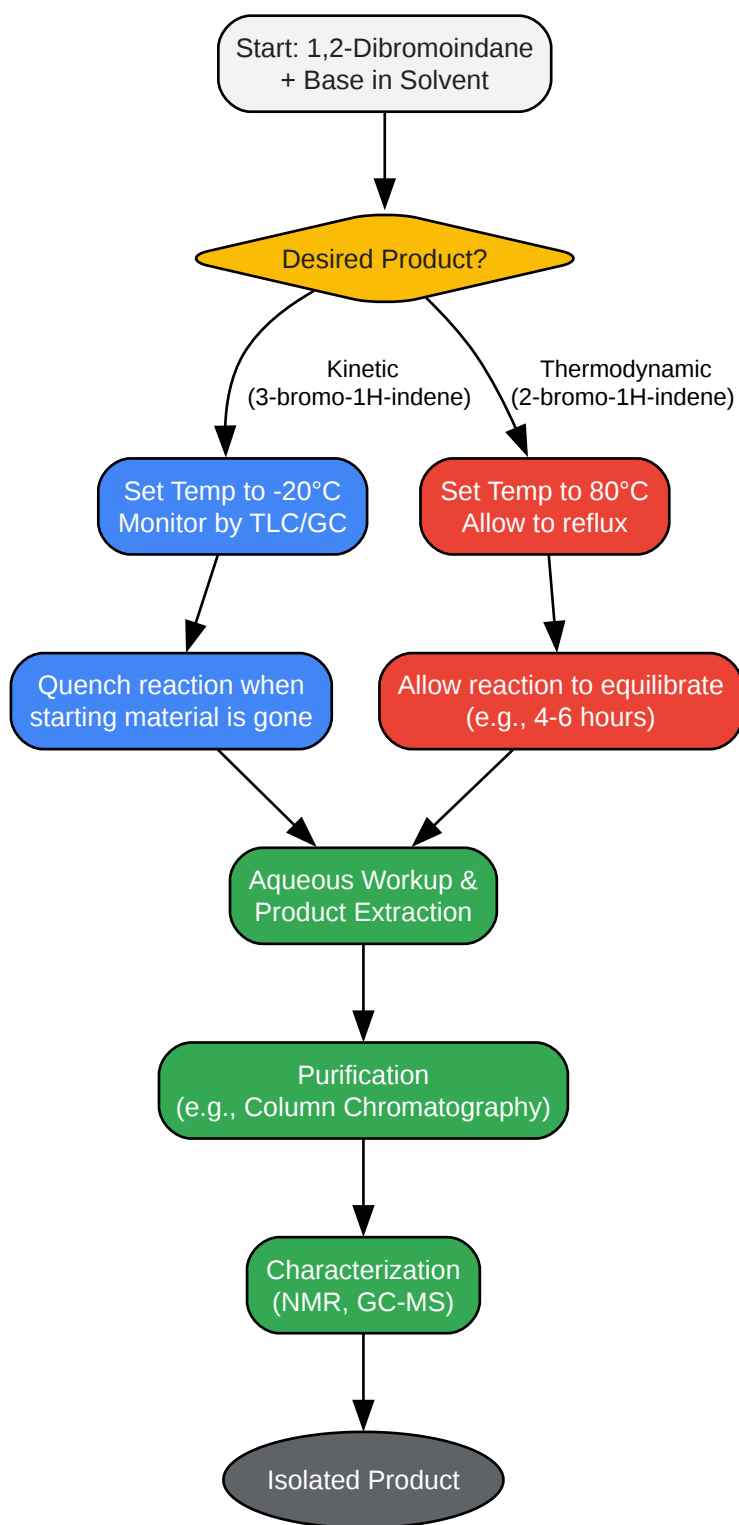 Start: 1,2-Dibromoindane
+ Base in Solvent
Desired Product?
Kinetic
(3-bromo-1H-indene)
Thermodynamic
(2-bromo-1H-indene)
Set Temp to -20°C
Monitor by TLC/GC
Set Temp to 80°C
Allow to reflux
Quench reaction when
starting material is gone
Allow reaction to equilibrate
(e.g., 4-6 hours)
Aqueous Workup &
Product Extraction
Purification
(e.g., Column Chromatography)
Characterization
(NMR, GC-MS)
Isolated Product